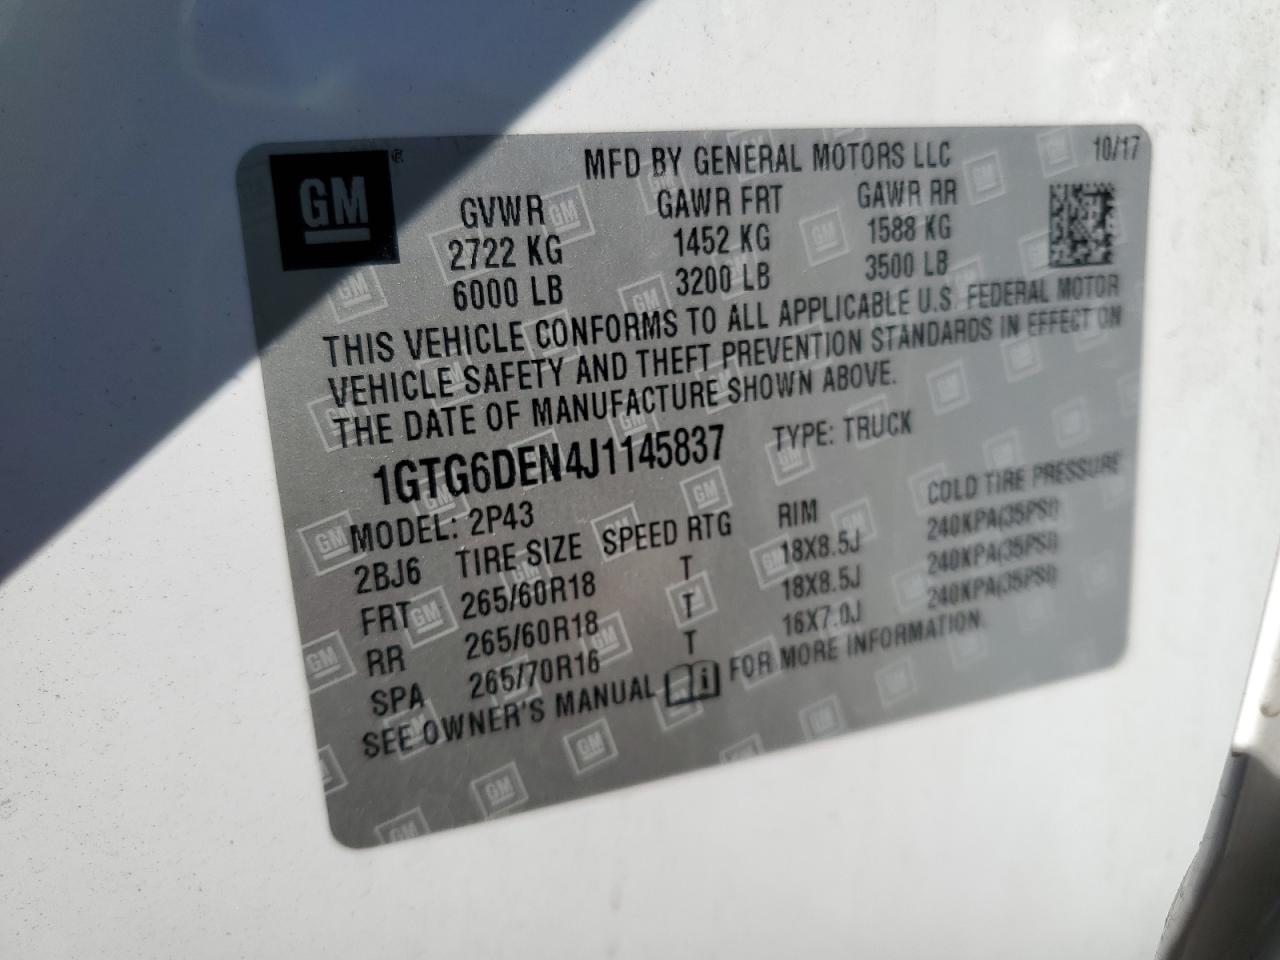 GM ®
MFD BY GENERAL MOTORS LLC 10/17
GVWR GAWR FRT GAWR RR
2722 KG 1452 KG 1588 KG
6000 LB 3200 LB 3500 LB
THIS VEHICLE CONFORMS TO ALL APPLICABLE U.S. FEDERAL MOTOR
VEHICLE SAFETY AND THEFT PREVENTION STANDARDS IN EFFECT ON
THE DATE OF MANUFACTURE SHOWN ABOVE.
1GTG6DEN4J1145837 TYPE: TRUCK
MODEL: 2P43
2BJ6 TIRE SIZE SPEED RTG RIM COLD TIRE PRESSURE
FRT 265/60R18 T 18X8.5J 240KPA(35PSI)
RR 265/60R18 T 18X8.5J 240KPA(35PSI)
SPA 265/70R16 T 16X7.0J 240KPA(35PSI)
SEE OWNER'S MANUAL FOR MORE INFORMATION.